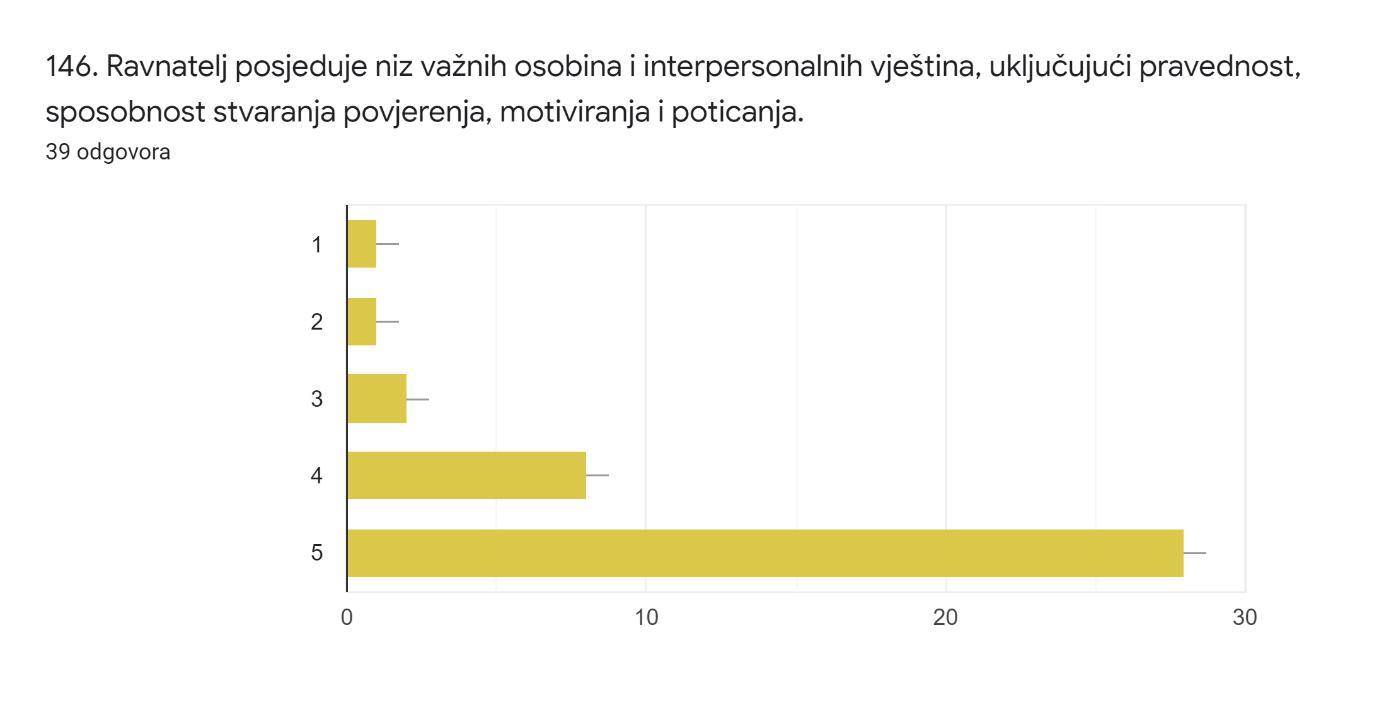 146. Ravnatelj posjeduje niz važnih osobina i interpersonalnih vještina, uključujući pravednost,
sposobnost stvaranja povjerenja, motiviranja i poticanja.
39 odgovora
1
2
3
4
5
0 10 20 30